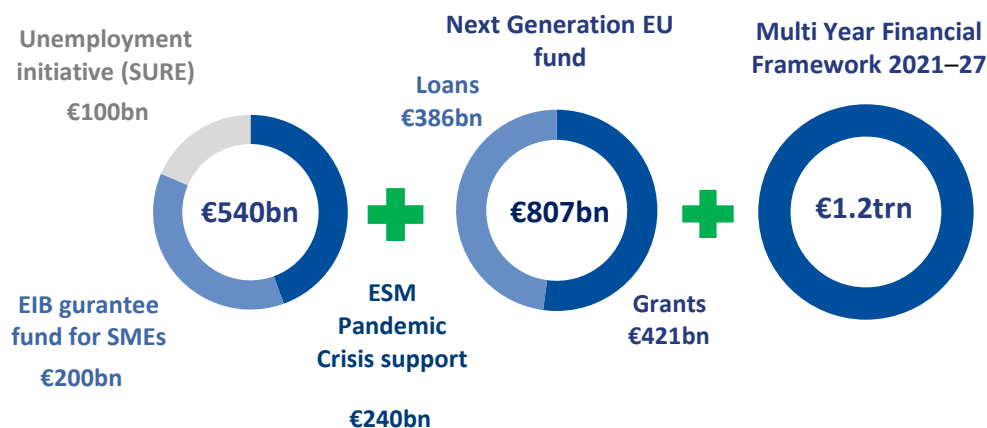 Unemployment
initiative (SURE)
€100bn
€540bn
EIB gurantee
fund for SMEs
€200bn
ESM
Pandemic
Crisis support
€240bn
Next Generation EU
fund
Loans
€386bn
€807bn
Grants
€421bn
Multi Year Financial
Framework 2021–27
€1.2trn